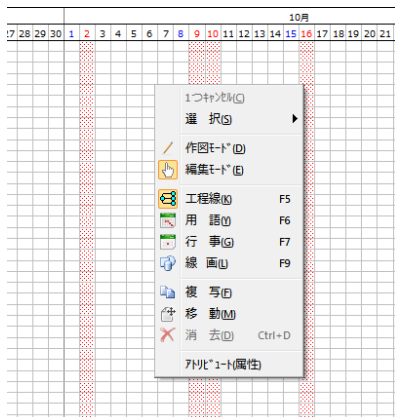 10月
27 28 29 30 1 2 3 4 5 6 7 8 9 10 11 12 13 14 15 16 17 18 19 20 21
1つｷｬﾝｾﾙ(C)
選 択(S)
作図ﾓｰﾄﾞ(D)
編集ﾓｰﾄﾞ(E)
工程線(K) F5
用 語(Y) F6
行 事(G) F7
線 画(L) F9
複 写(F)
移 動(M)
消 去(D) Ctrl+D
ｱﾄﾘﾋﾞｭｰﾄ(属性)